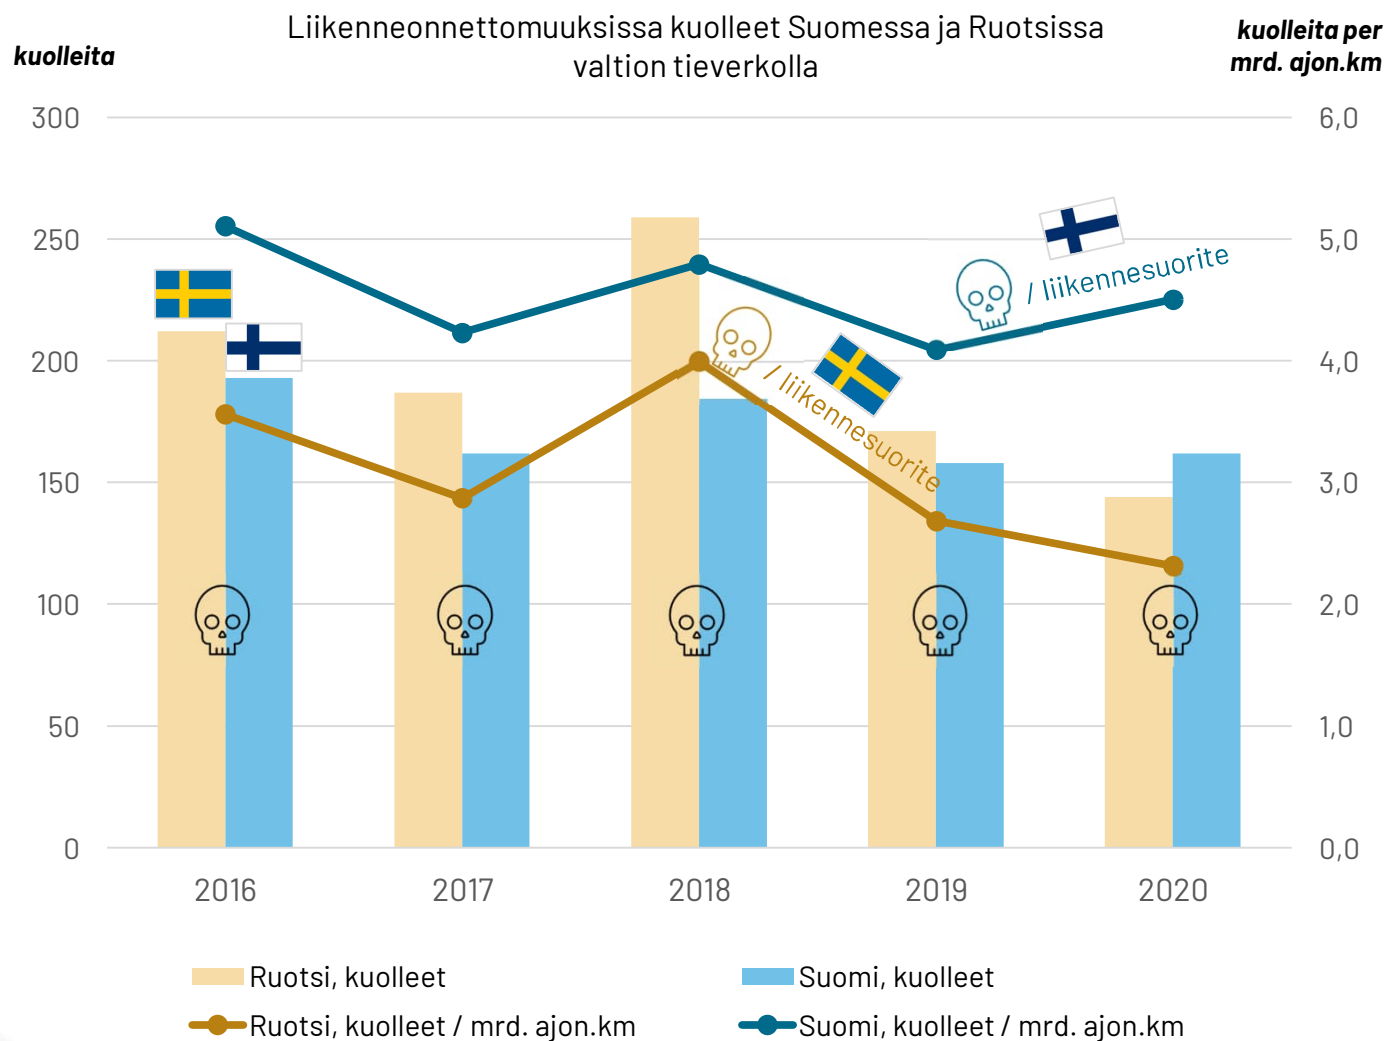 Liikenneonnettomuuksissa kuolleet Suomessa ja Ruotsissa
valtion tieverkolla
kuolleita
kuolleita per
mrd. ajon.km
300
250
200
150
100
50
0
6,0
5,0
4,0
3,0
2,0
1,0
0,0
/ liikennesuorite
/ liikennesuorite
2016
2017
2018
2019
2020
Ruotsi, kuolleet
Suomi, kuolleet
Ruotsi, kuolleet / mrd. ajon.km
Suomi, kuolleet / mrd. ajon.km